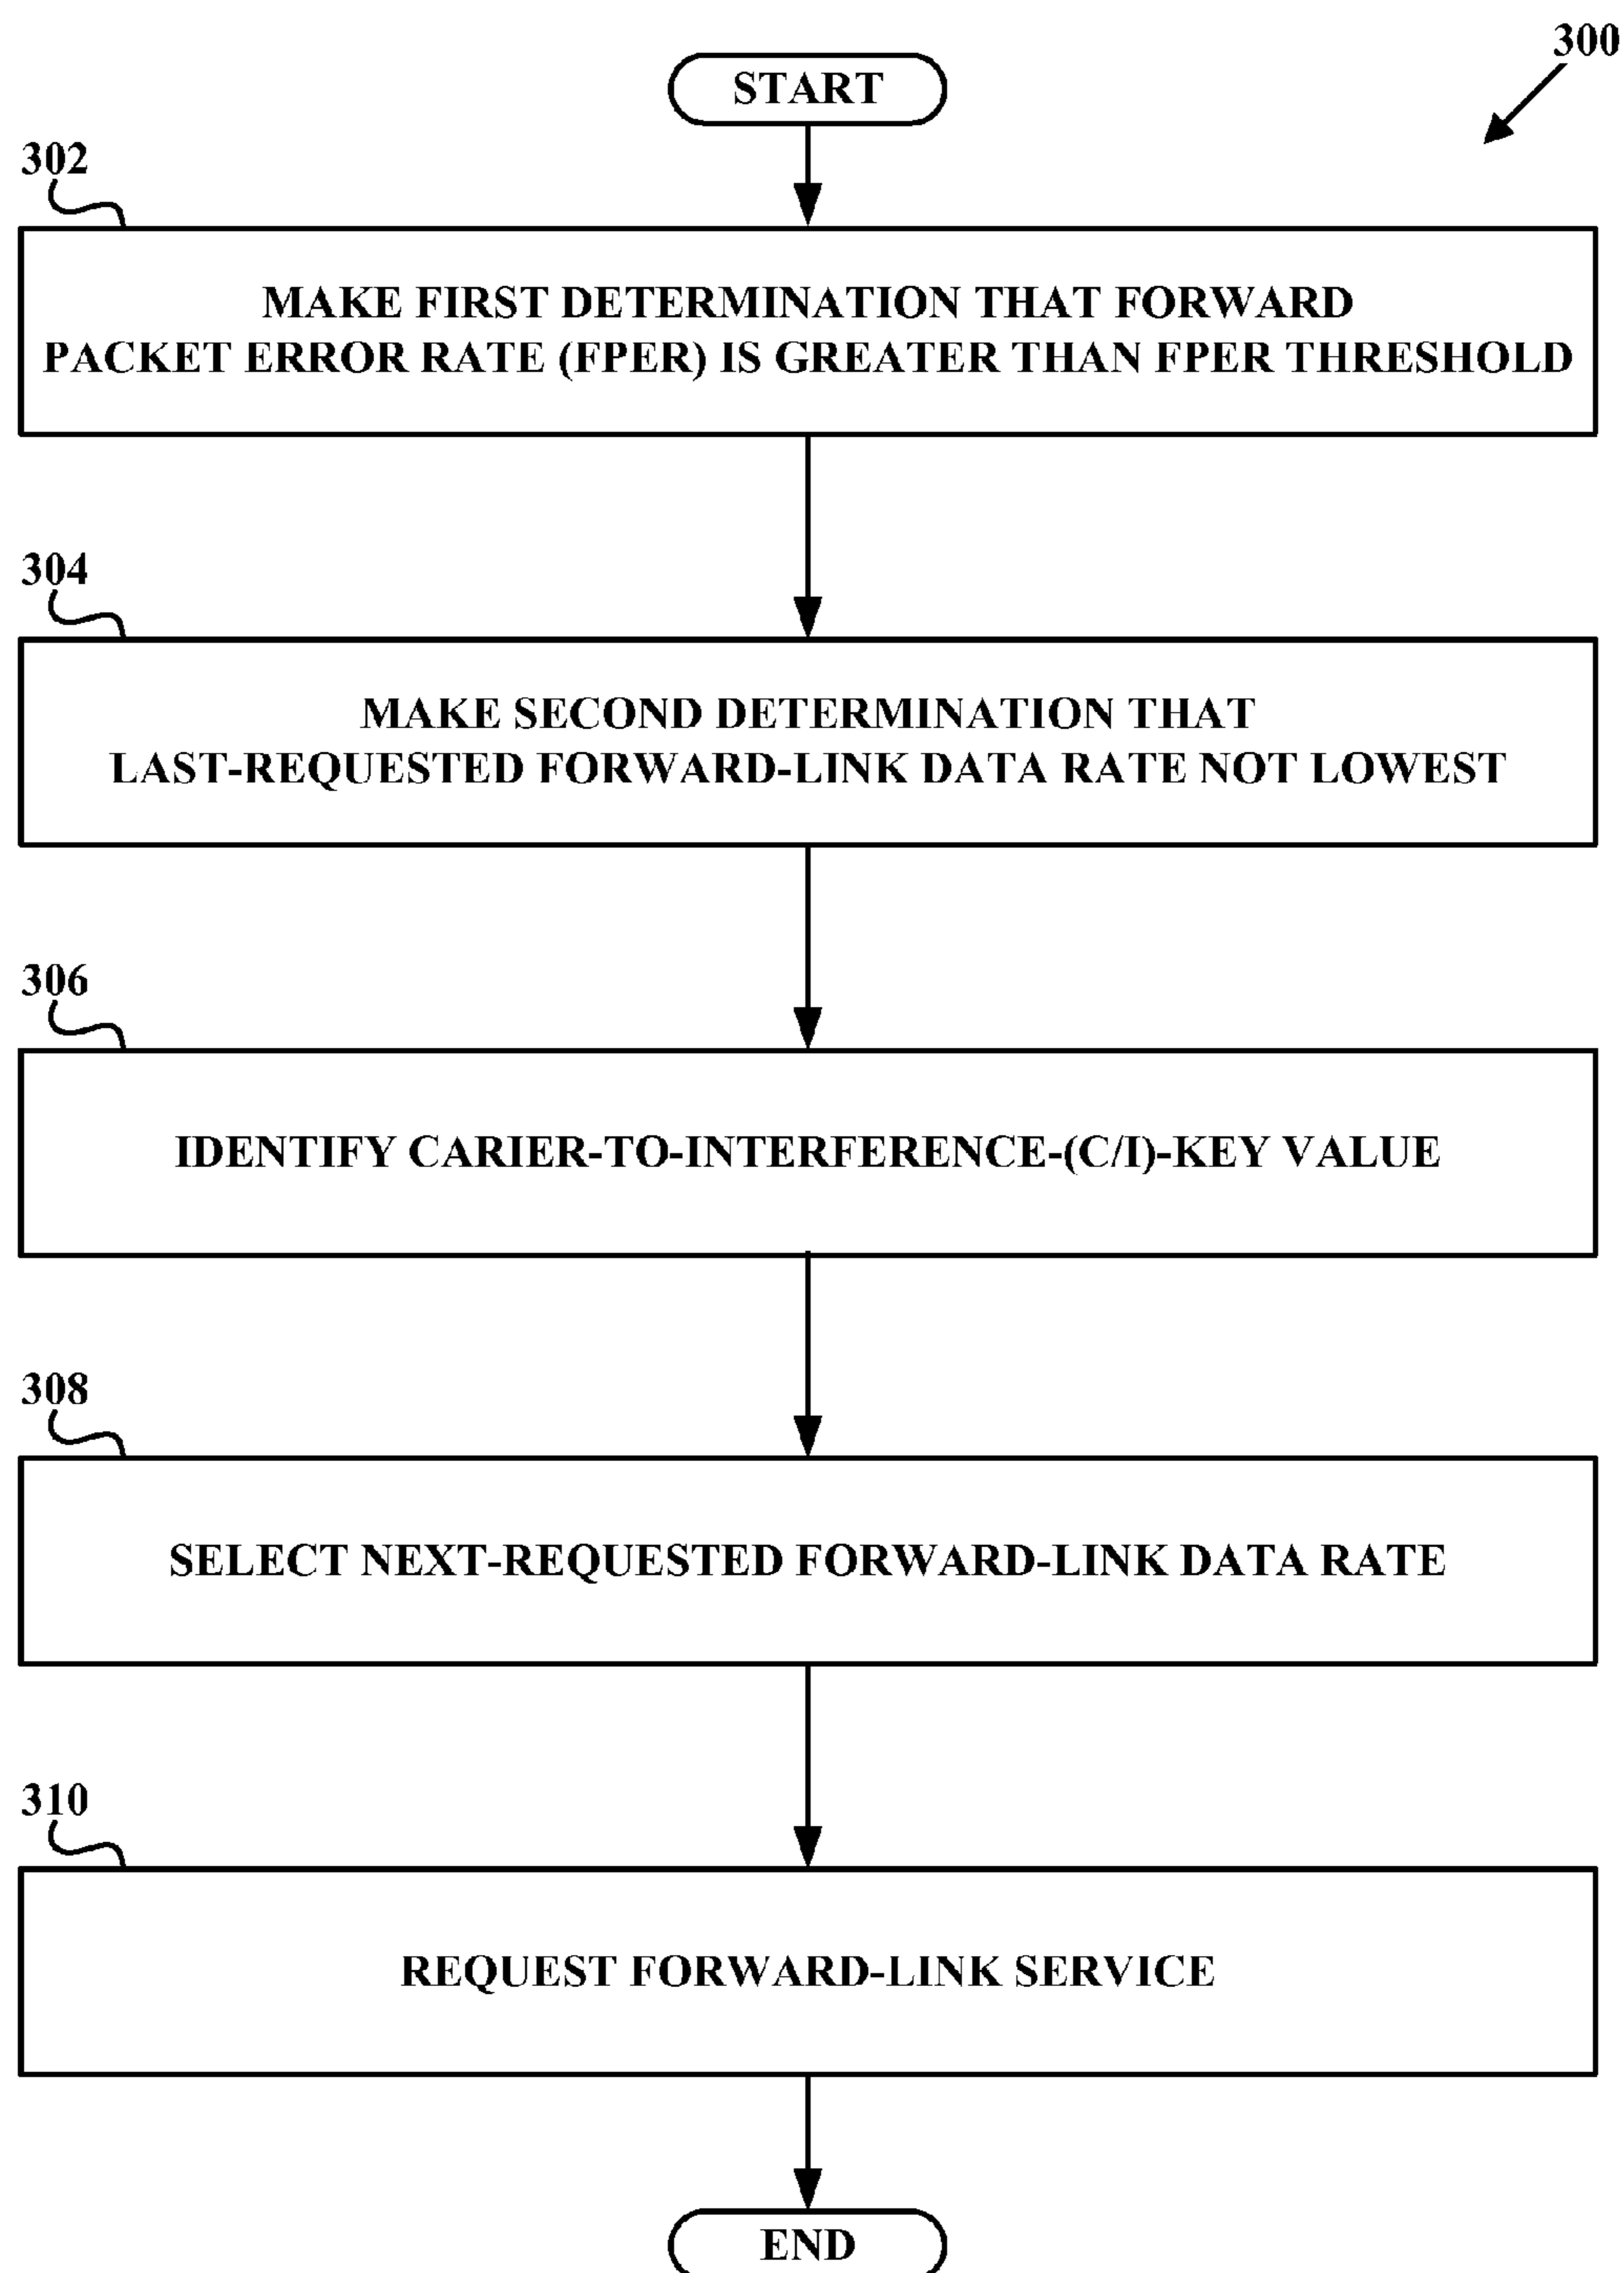 300
START
302
MAKE FIRST DETERMINATION THAT FORWARD
PACKET ERROR RATE (FPER) IS GREATER THAN FPER THRESHOLD
304
MAKE SECOND DETERMINATION THAT
LAST-REQUESTED FORWARD-LINK DATA RATE NOT LOWEST
306
IDENTIFY CARIER-TO-INTERFERENCE-(C/I)-KEY VALUE
308
SELECT NEXT-REQUESTED FORWARD-LINK DATA RATE
310
REQUEST FORWARD-LINK SERVICE
END